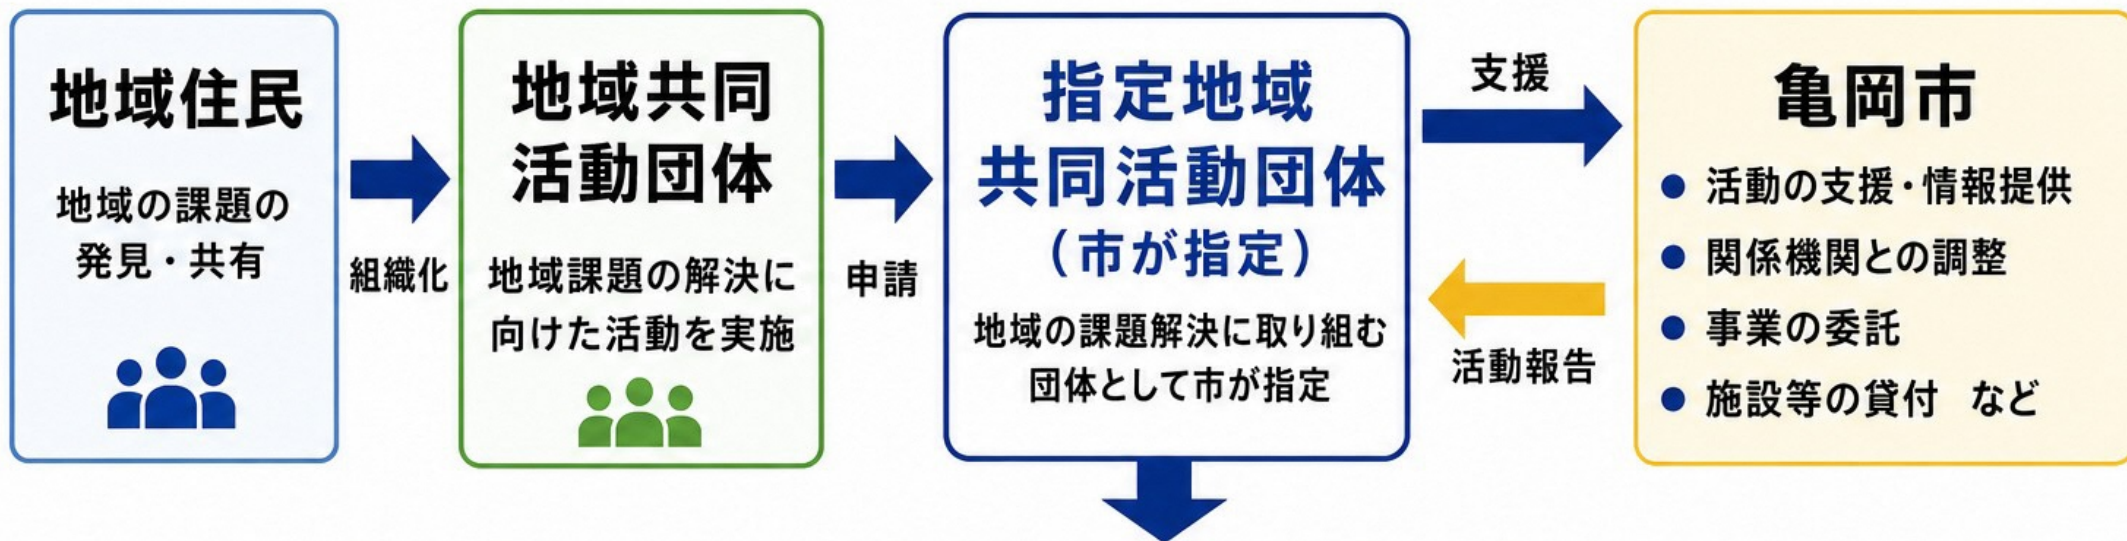 地域住民
地域の課題の
発見・共有
組織化
地域共同
活動団体
地域課題の解決に
向けた活動を実施
申請
指定地域
共同活動団体
（市が指定）
地域の課題解決に取り組む
団体として市が指定
支援
活動報告
亀岡市
● 活動の支援・情報提供
● 関係機関との調整
● 事業の委託
● 施設等の貸付　など